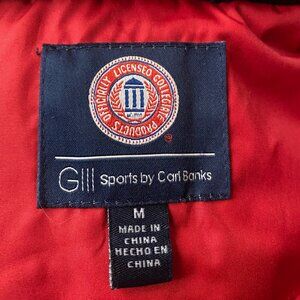 OFFICIALLY LICENSED COLLEGIATE PRODUCTS
®
GIII Sports by Carl Banks
M
MADE IN
CHINA
HECHO EN
CHINA